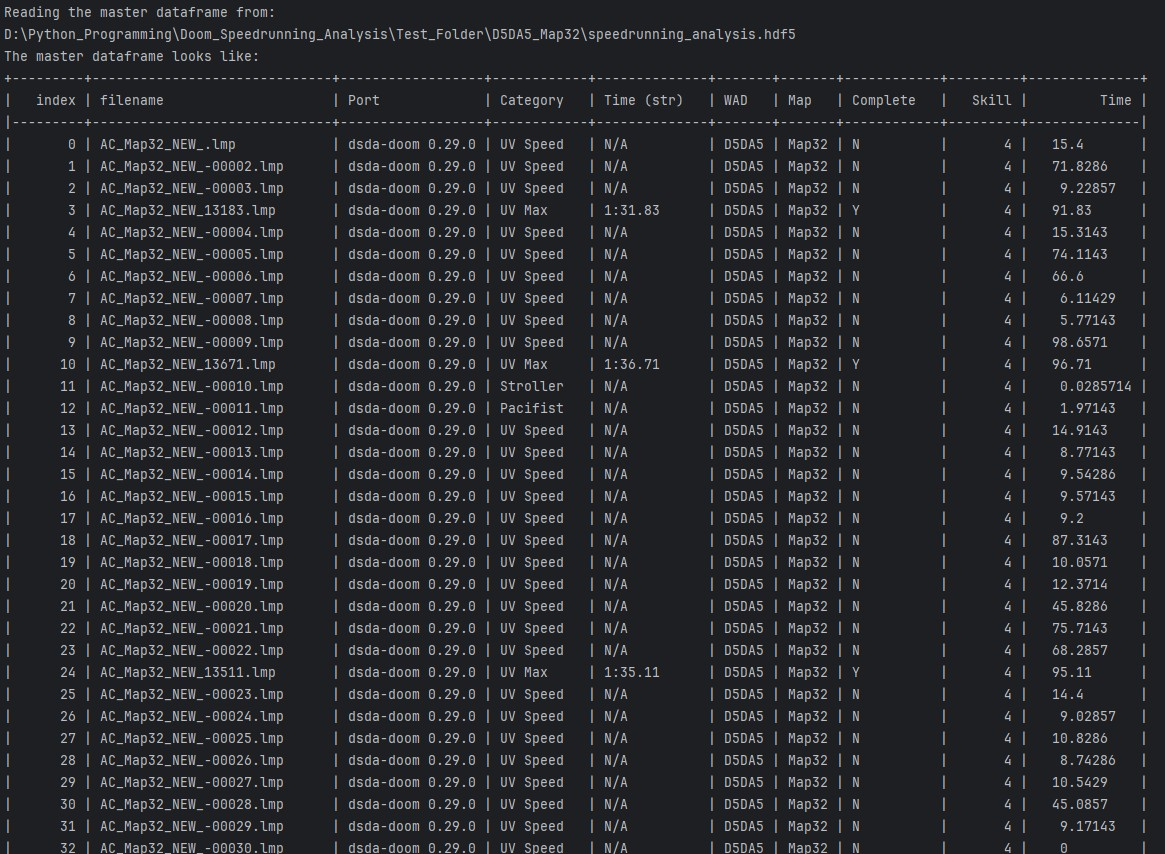 Reading the master dataframe from:
D:\Python_Programming\Doom_Speedrunning_Analysis\Test_Folder\D5DA5_Map32\speedrunning_analysis.hdf5
The master dataframe looks like:
+---------+------------------------------+------------------+------------+--------------+-------+-------+------------+---------+--------------+
|   index | filename                     | Port             | Category   | Time (str)   | WAD   | Map   | Complete   |   Skill |         Time |
|---------+------------------------------+------------------+------------+--------------+-------+-------+------------+---------+--------------|
|       0 | AC_Map32_NEW_.lmp            | dsda-doom 0.29.0 | UV Speed   | N/A          | D5DA5 | Map32 | N          |       4 |   15.4       |
|       1 | AC_Map32_NEW_-00002.lmp      | dsda-doom 0.29.0 | UV Speed   | N/A          | D5DA5 | Map32 | N          |       4 |   71.8286    |
|       2 | AC_Map32_NEW_-00003.lmp      | dsda-doom 0.29.0 | UV Speed   | N/A          | D5DA5 | Map32 | N          |       4 |    9.22857   |
|       3 | AC_Map32_NEW_13183.lmp       | dsda-doom 0.29.0 | UV Max     | 1:31.83      | D5DA5 | Map32 | Y          |       4 |   91.83      |
|       4 | AC_Map32_NEW_-00004.lmp      | dsda-doom 0.29.0 | UV Speed   | N/A          | D5DA5 | Map32 | N          |       4 |   15.3143    |
|       5 | AC_Map32_NEW_-00005.lmp      | dsda-doom 0.29.0 | UV Speed   | N/A          | D5DA5 | Map32 | N          |       4 |   74.1143    |
|       6 | AC_Map32_NEW_-00006.lmp      | dsda-doom 0.29.0 | UV Speed   | N/A          | D5DA5 | Map32 | N          |       4 |   66.6       |
|       7 | AC_Map32_NEW_-00007.lmp      | dsda-doom 0.29.0 | UV Speed   | N/A          | D5DA5 | Map32 | N          |       4 |    6.11429   |
|       8 | AC_Map32_NEW_-00008.lmp      | dsda-doom 0.29.0 | UV Speed   | N/A          | D5DA5 | Map32 | N          |       4 |    5.77143   |
|       9 | AC_Map32_NEW_-00009.lmp      | dsda-doom 0.29.0 | UV Speed   | N/A          | D5DA5 | Map32 | N          |       4 |   98.6571    |
|      10 | AC_Map32_NEW_13671.lmp       | dsda-doom 0.29.0 | UV Max     | 1:36.71      | D5DA5 | Map32 | Y          |       4 |   96.71      |
|      11 | AC_Map32_NEW_-00010.lmp      | dsda-doom 0.29.0 | Stroller   | N/A          | D5DA5 | Map32 | N          |       4 |    0.0285714 |
|      12 | AC_Map32_NEW_-00011.lmp      | dsda-doom 0.29.0 | Pacifist   | N/A          | D5DA5 | Map32 | N          |       4 |    1.97143   |
|      13 | AC_Map32_NEW_-00012.lmp      | dsda-doom 0.29.0 | UV Speed   | N/A          | D5DA5 | Map32 | N          |       4 |   14.9143    |
|      14 | AC_Map32_NEW_-00013.lmp      | dsda-doom 0.29.0 | UV Speed   | N/A          | D5DA5 | Map32 | N          |       4 |    8.77143   |
|      15 | AC_Map32_NEW_-00014.lmp      | dsda-doom 0.29.0 | UV Speed   | N/A          | D5DA5 | Map32 | N          |       4 |    9.54286   |
|      16 | AC_Map32_NEW_-00015.lmp      | dsda-doom 0.29.0 | UV Speed   | N/A          | D5DA5 | Map32 | N          |       4 |    9.57143   |
|      17 | AC_Map32_NEW_-00016.lmp      | dsda-doom 0.29.0 | UV Speed   | N/A          | D5DA5 | Map32 | N          |       4 |    9.2       |
|      18 | AC_Map32_NEW_-00017.lmp      | dsda-doom 0.29.0 | UV Speed   | N/A          | D5DA5 | Map32 | N          |       4 |   87.3143    |
|      19 | AC_Map32_NEW_-00018.lmp      | dsda-doom 0.29.0 | UV Speed   | N/A          | D5DA5 | Map32 | N          |       4 |   10.0571    |
|      20 | AC_Map32_NEW_-00019.lmp      | dsda-doom 0.29.0 | UV Speed   | N/A          | D5DA5 | Map32 | N          |       4 |   12.3714    |
|      21 | AC_Map32_NEW_-00020.lmp      | dsda-doom 0.29.0 | UV Speed   | N/A          | D5DA5 | Map32 | N          |       4 |   45.8286    |
|      22 | AC_Map32_NEW_-00021.lmp      | dsda-doom 0.29.0 | UV Speed   | N/A          | D5DA5 | Map32 | N          |       4 |   75.7143    |
|      23 | AC_Map32_NEW_-00022.lmp      | dsda-doom 0.29.0 | UV Speed   | N/A          | D5DA5 | Map32 | N          |       4 |   68.2857    |
|      24 | AC_Map32_NEW_13511.lmp       | dsda-doom 0.29.0 | UV Max     | 1:35.11      | D5DA5 | Map32 | Y          |       4 |   95.11      |
|      25 | AC_Map32_NEW_-00023.lmp      | dsda-doom 0.29.0 | UV Speed   | N/A          | D5DA5 | Map32 | N          |       4 |   14.4       |
|      26 | AC_Map32_NEW_-00024.lmp      | dsda-doom 0.29.0 | UV Speed   | N/A          | D5DA5 | Map32 | N          |       4 |    9.02857   |
|      27 | AC_Map32_NEW_-00025.lmp      | dsda-doom 0.29.0 | UV Speed   | N/A          | D5DA5 | Map32 | N          |       4 |   10.8286    |
|      28 | AC_Map32_NEW_-00026.lmp      | dsda-doom 0.29.0 | UV Speed   | N/A          | D5DA5 | Map32 | N          |       4 |    8.74286   |
|      29 | AC_Map32_NEW_-00027.lmp      | dsda-doom 0.29.0 | UV Speed   | N/A          | D5DA5 | Map32 | N          |       4 |   10.5429    |
|      30 | AC_Map32_NEW_-00028.lmp      | dsda-doom 0.29.0 | UV Speed   | N/A          | D5DA5 | Map32 | N          |       4 |   45.0857    |
|      31 | AC_Map32_NEW_-00029.lmp      | dsda-doom 0.29.0 | UV Speed   | N/A          | D5DA5 | Map32 | N          |       4 |    9.17143   |
|      32 | AC_Map32_NEW_-00030.lmp      | dsda-doom 0.29.0 | UV Speed   | N/A          | D5DA5 | Map32 | N          |       4 |    0         |